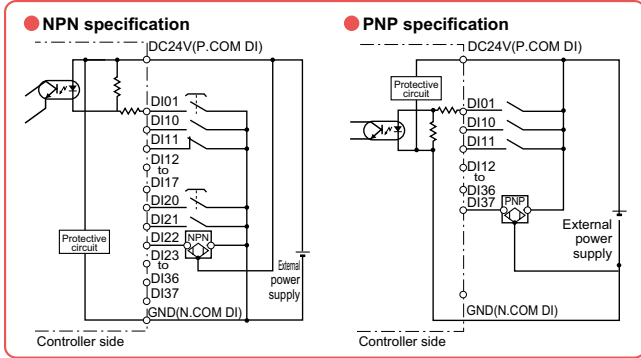 NPN specification
DC24V(P.COM DI)
DI01
DI10
DI11
DI12
to
DI17
DI20
DI21
DI22
NPN
DI23
to
DI36
DI37
GND(N.COM DI)
Protective
circuit
External
power
supply
Controller side
PNP specification
DC24V(P.COM DI)
Protective
circuit
DI01
DI10
DI11
DI12
to
DI36
DI37
PNP
External
power
supply
GND(N.COM DI)
Controller side